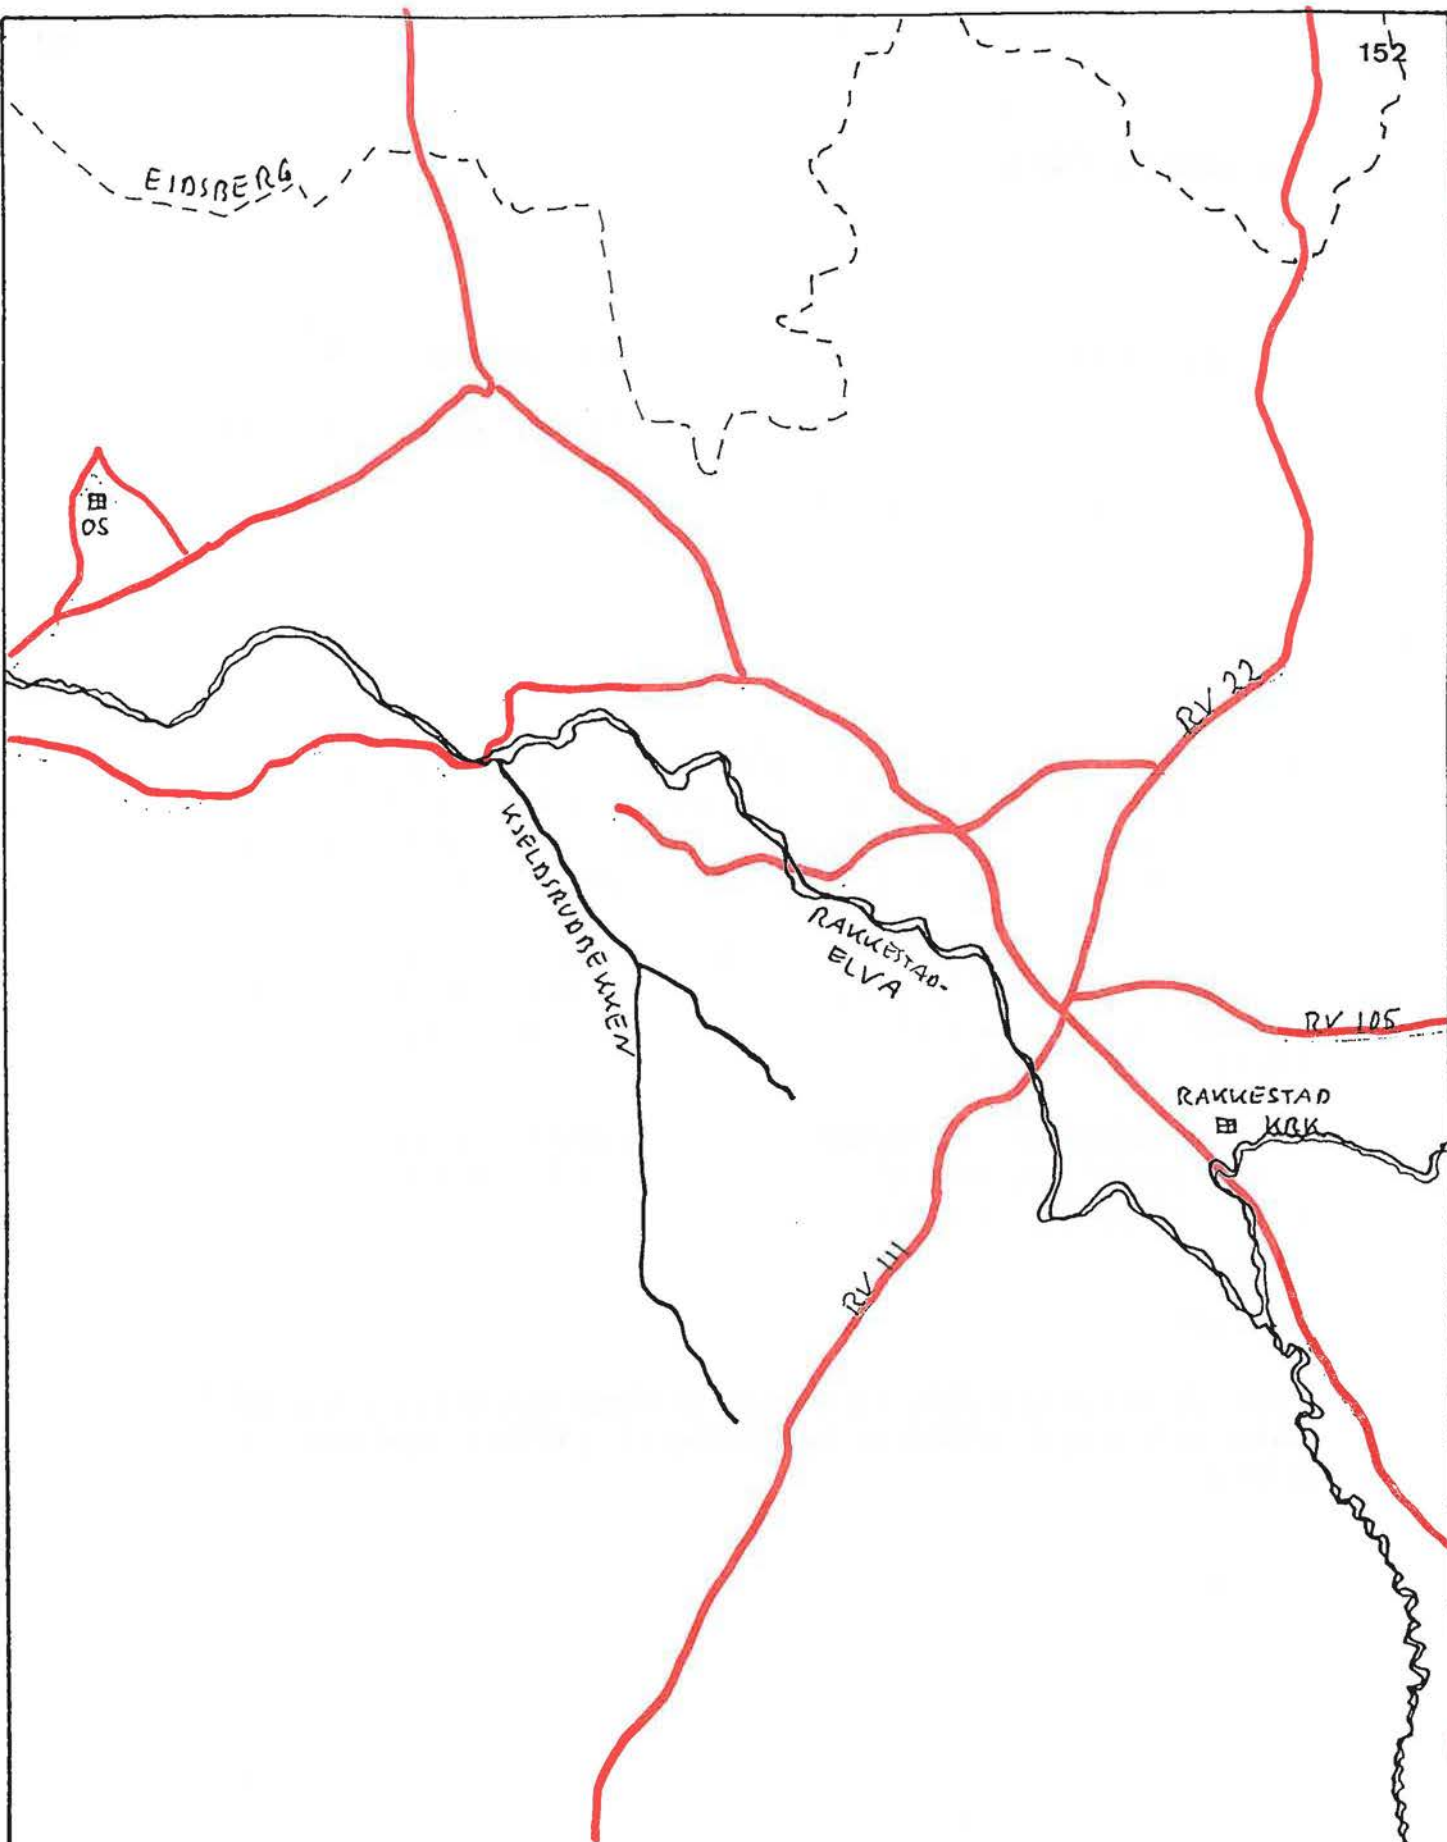 152
EIDSBERG
OS
RV 22
KJELDSRUDBEKKEN
RAKKESTAD-
ELVA
RV 105
RAKKESTAD
KRK
RV 111